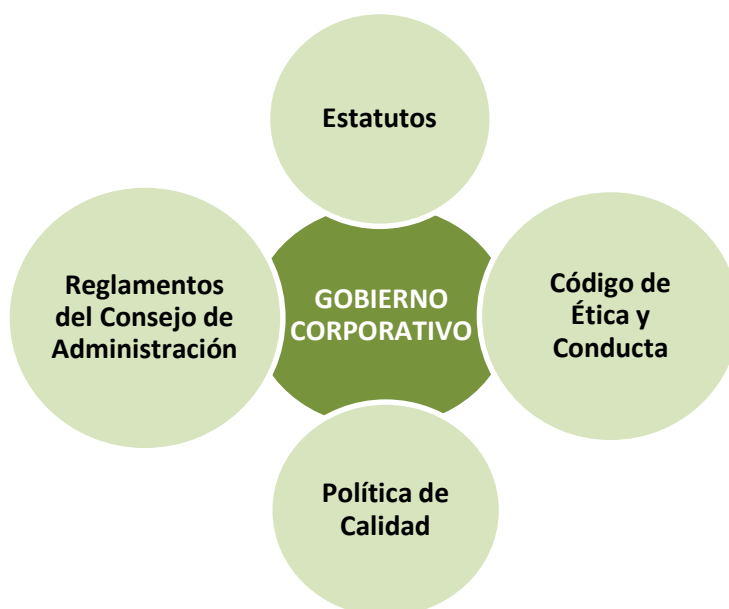 Estatutos
Reglamentos
del Consejo de
Administración
GOBIERNO
CORPORATIVO
Código de
Ética y
Conducta
Política de
Calidad